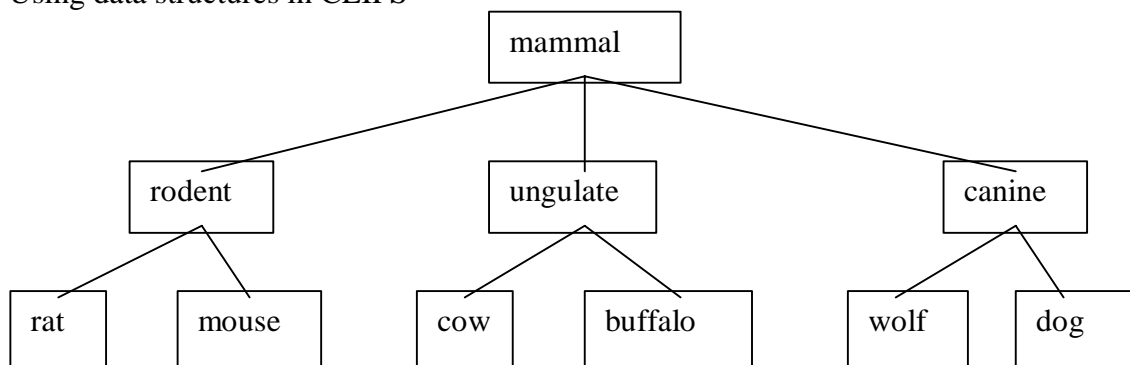 Using data structures in CLIPS
mammal
rodent ungulate canine
rat mouse cow buffalo wolf dog